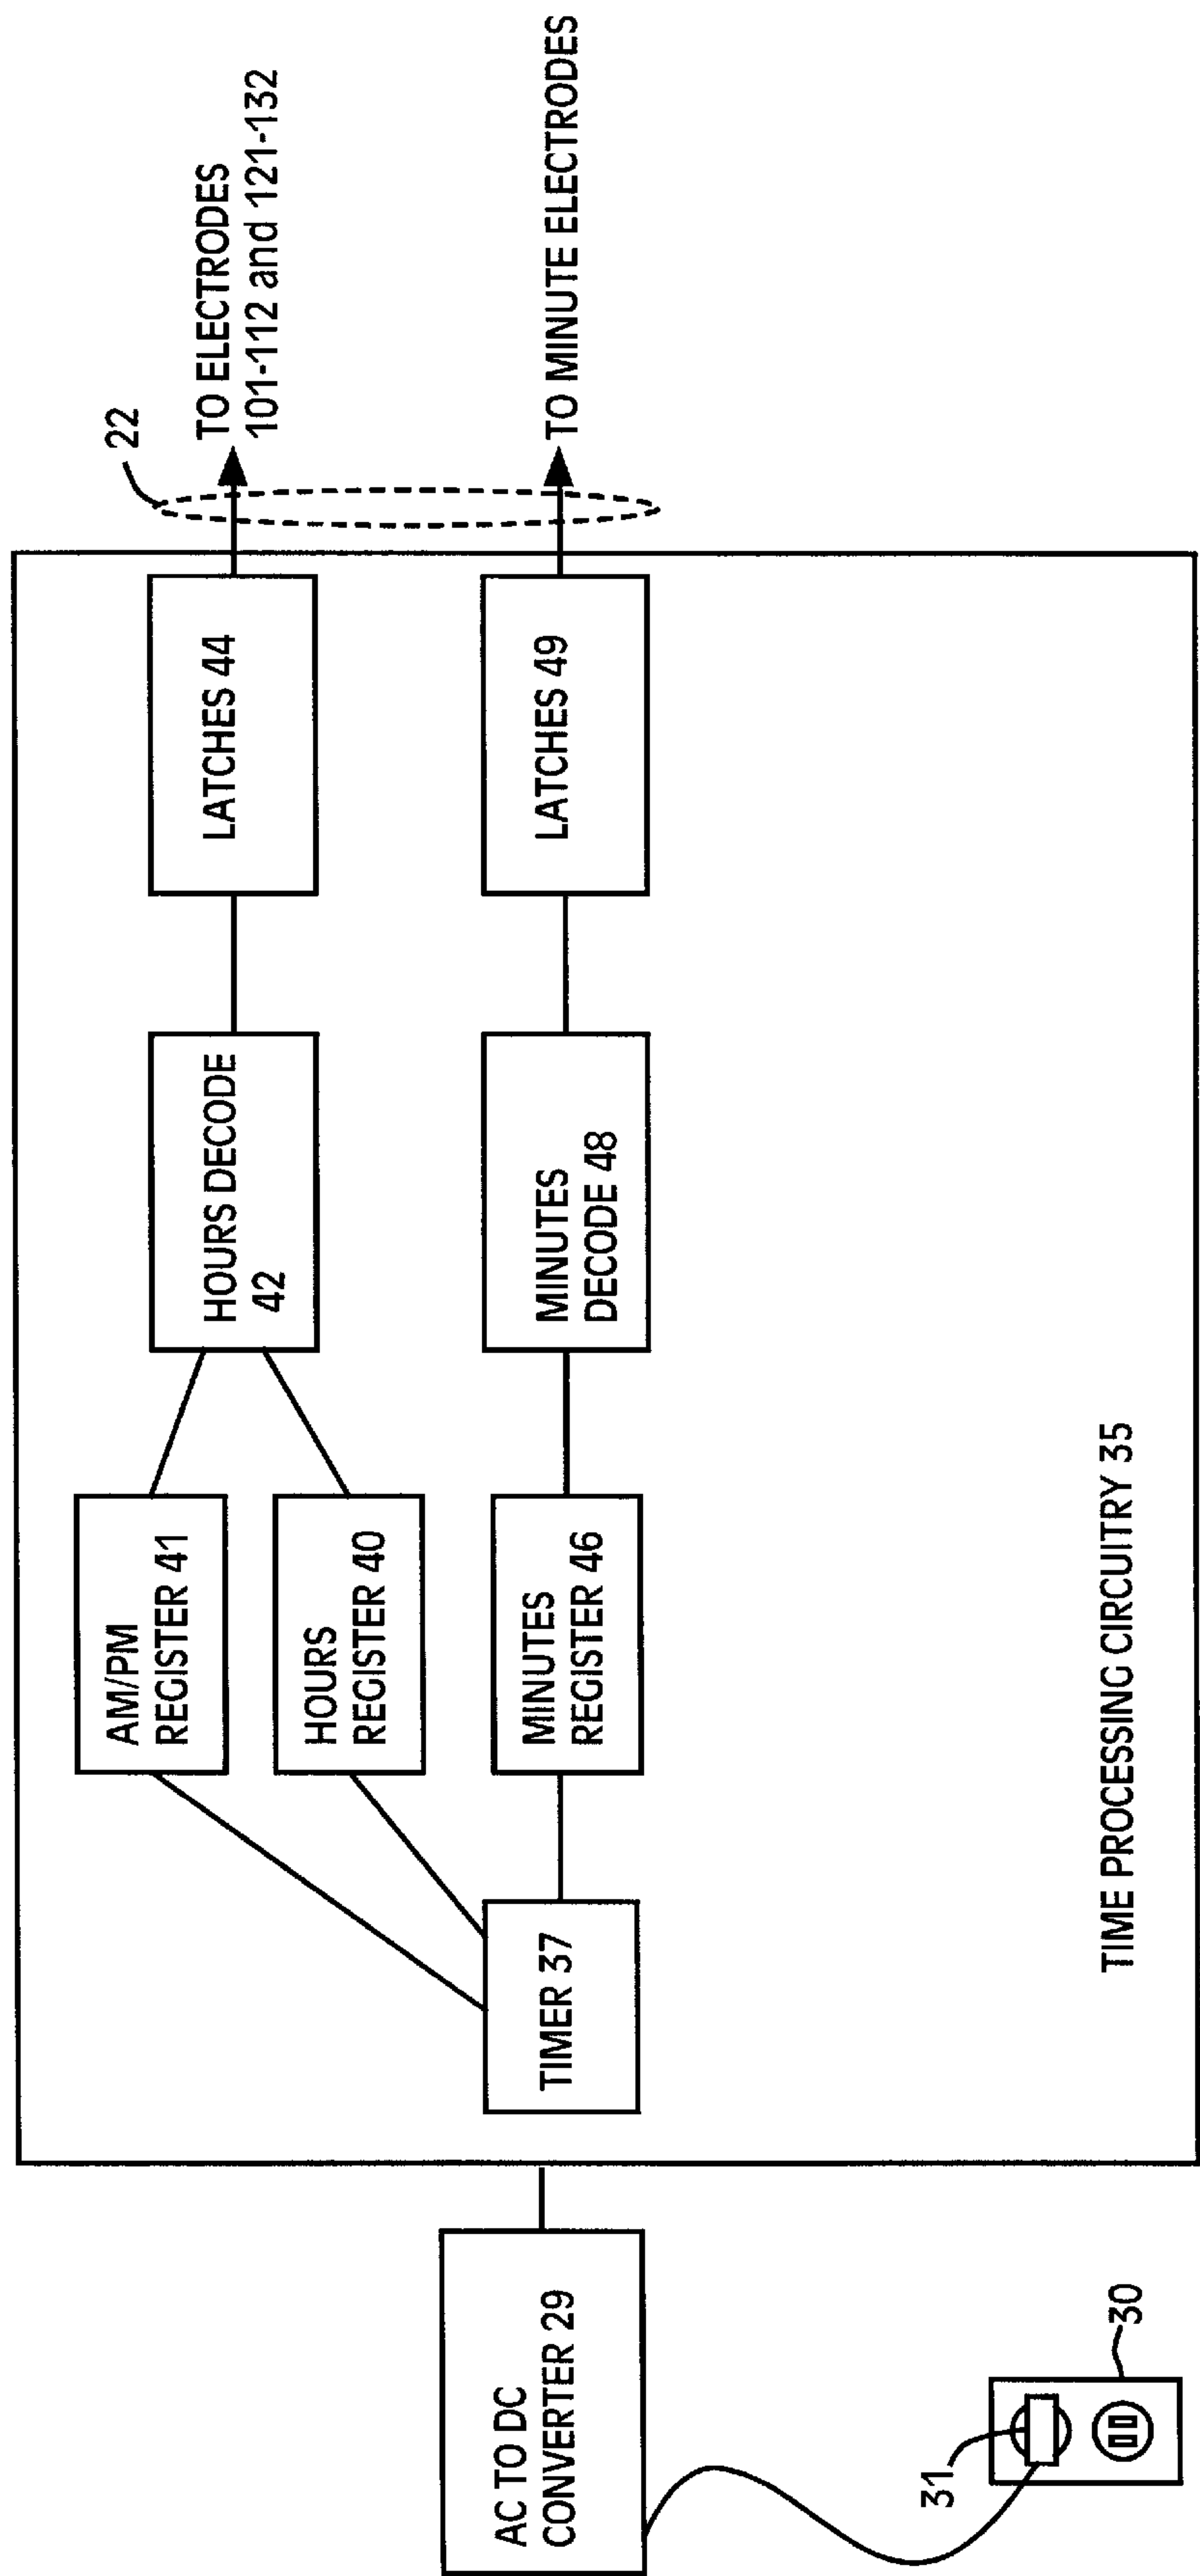 22
TO ELECTRODES
101-112 and 121-132
TO MINUTE ELECTRODES
AM/PM
REGISTER 41
HOURS
REGISTER 40
HOURS DECODE
42
LATCHES 44
TIMER 37
MINUTES
REGISTER 46
MINUTES
DECODE 48
LATCHES 49
AC TO DC
CONVERTER 29
31
30
TIME PROCESSING CIRCUITRY 35